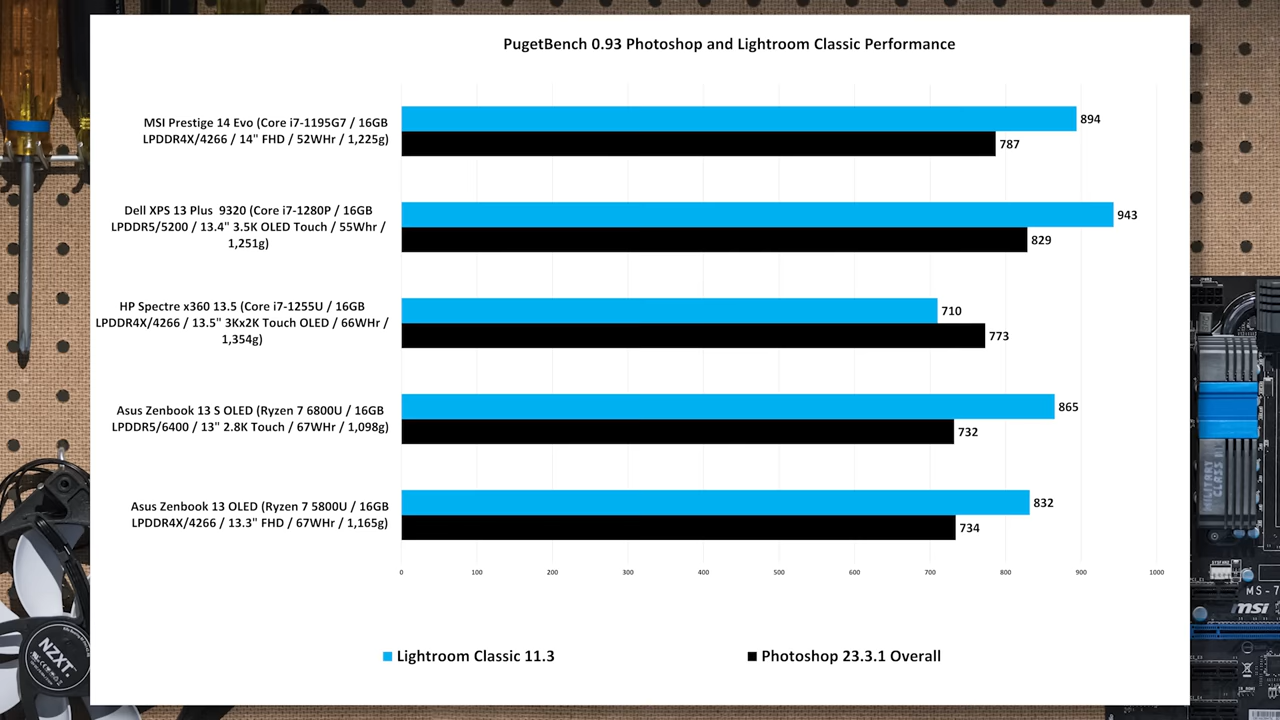 PugetBench 0.93 Photoshop and Lightroom Classic Performance
MSI Prestige 14 Evo (Core i7-1195G7 / 16GB
LPDDR4X/4266 / 14" FHD / 52WHr / 1,225g)
894
787
Dell XPS 13 Plus 9320 (Core i7-1280P / 16GB
LPDDR5/5200 / 13.4" 3.5K OLED Touch / 55Whr /
1,251g)
943
829
HP Spectre x360 13.5 (Core i7-1255U / 16GB
LPDDR4X/4266 / 13.5" 3Kx2K Touch OLED / 66WHr /
1,354g)
710
773
Asus Zenbook 13 S OLED (Ryzen 7 6800U / 16GB
LPDDR5/6400 / 13" 2.8K Touch / 67WHr / 1,098g)
865
732
Asus Zenbook 13 OLED (Ryzen 7 5800U / 16GB
LPDDR4X/4266 / 13.3" FHD / 67WHr / 1,165g)
832
734
0 100 200 300 400 500 600 700 800 900 1000
Lightroom Classic 11.3 Photoshop 23.3.1 Overall
MILITARY
CLASS
MS-7
msi
NZXT